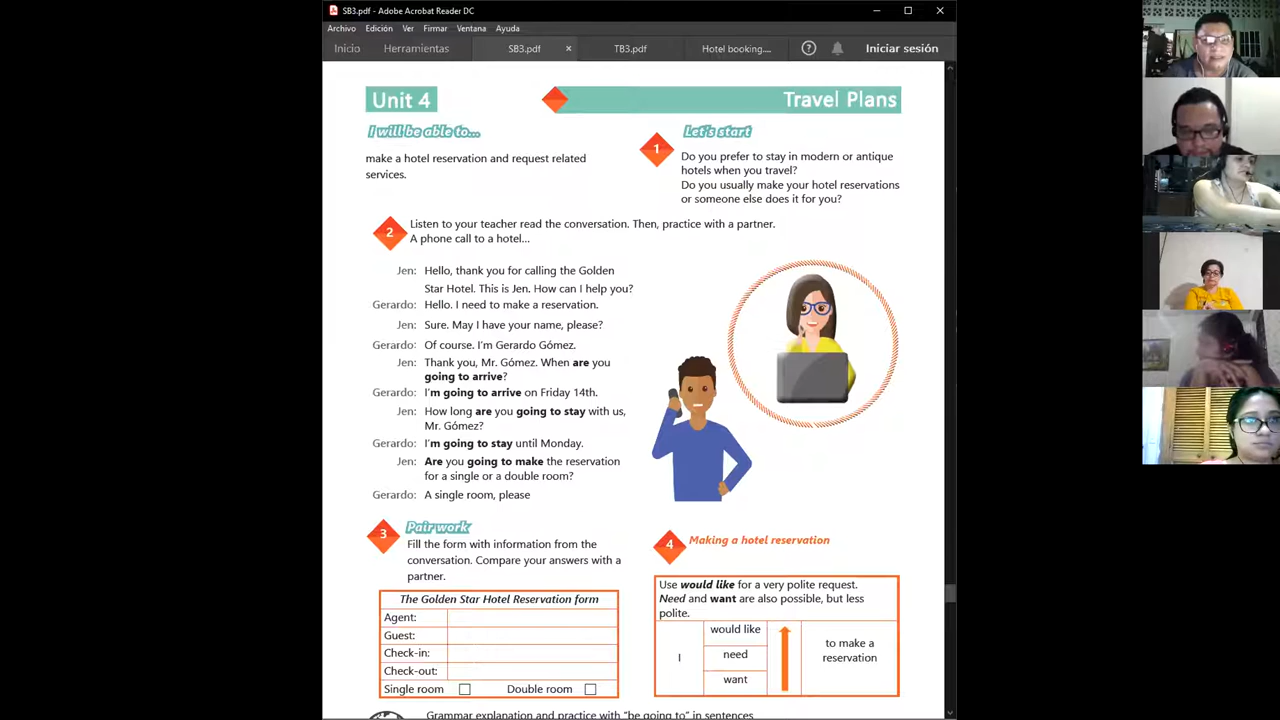 SB3.pdf - Adobe Acrobat Reader DC
Archivo Edición Ver Firmar Ventana Ayuda
Inicio Herramientas SB3.pdf × TB3.pdf Hotel booking.... ? Iniciar sesión
Unit 4 Travel Plans
I will be able to...
make a hotel reservation and request related
services.
1 Let's start
Do you prefer to stay in modern or antique
hotels when you travel?
Do you usually make your hotel reservations
or someone else does it for you?
2 Listen to your teacher read the conversation. Then, practice with a partner.
A phone call to a hotel...
Jen: Hello, thank you for calling the Golden
Star Hotel. This is Jen. How can I help you?
Gerardo: Hello. I need to make a reservation.
Jen: Sure. May I have your name, please?
Gerardo: Of course. I'm Gerardo Gómez.
Jen: Thank you, Mr. Gómez. When are you
going to arrive?
Gerardo: I'm going to arrive on Friday 14th.
Jen: How long are you going to stay with us,
Mr. Gómez?
Gerardo: I'm going to stay until Monday.
Jen: Are you going to make the reservation
for a single or a double room?
Gerardo: A single room, please
3 Pair work
Fill the form with information from the
conversation. Compare your answers with a
partner.
The Golden Star Hotel Reservation form
Agent:
Guest:
Check-in:
Check-out:
Single room Double room
4 Making a hotel reservation
Use would like for a very polite request.
Need and want are also possible, but less
polite.
I
would like
need
want
to make a
reservation
Grammar explanation and practice with "be going to" in sentences